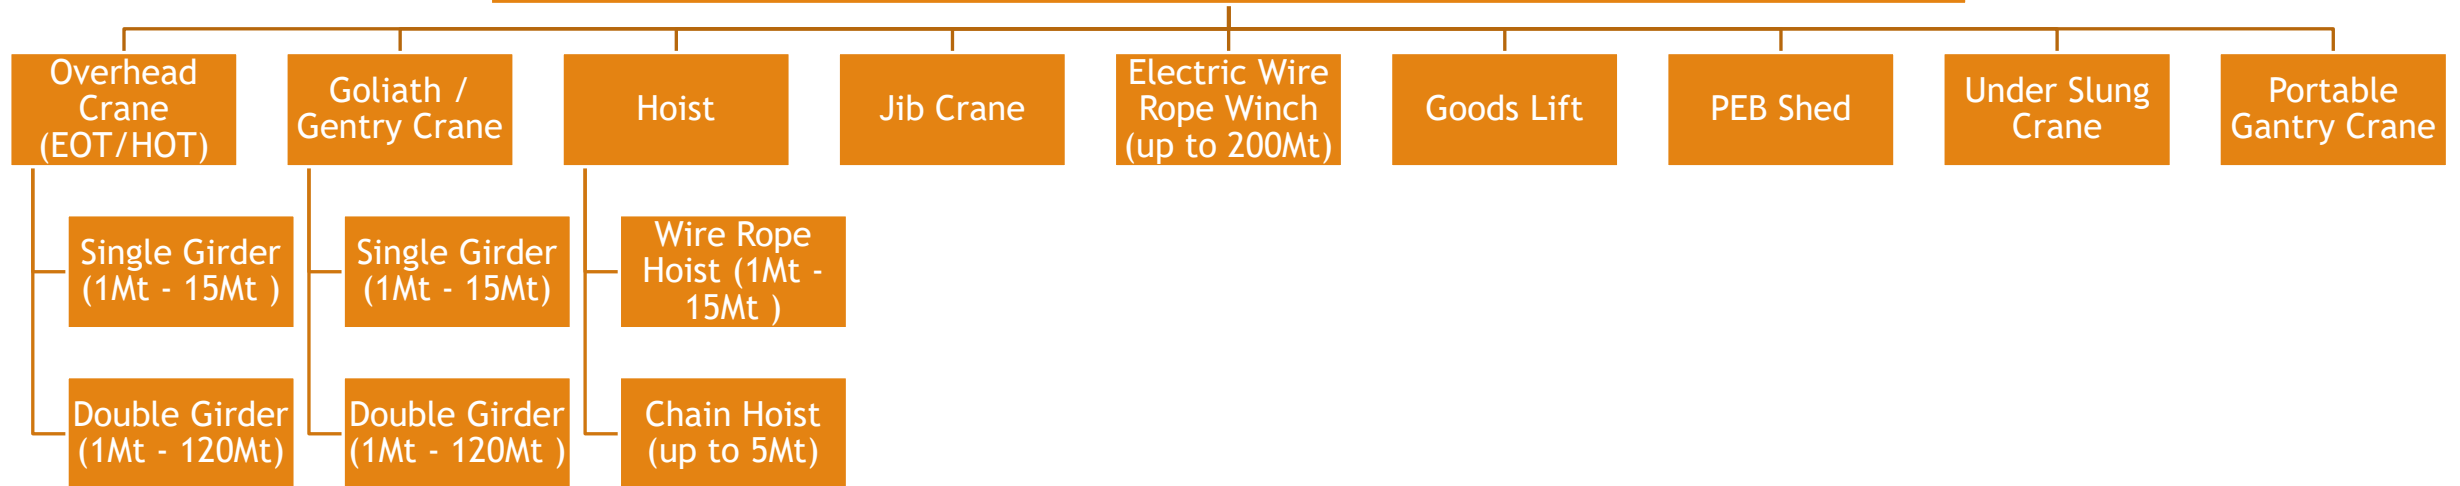 Overhead
Crane
(EOT/HOT)
Goliath /
Gentry Crane
Hoist
Jib Crane
Electric Wire
Rope Winch
(up to 200Mt)
Goods Lift
PEB Shed
Under Slung
Crane
Portable
Gantry Crane
Single Girder
(1Mt - 15Mt )
Single Girder
(1Mt - 15Mt)
Wire Rope
Hoist (1Mt -
15Mt )
Double Girder
(1Mt - 120Mt)
Double Girder
(1Mt - 120Mt )
Chain Hoist
(up to 5Mt)